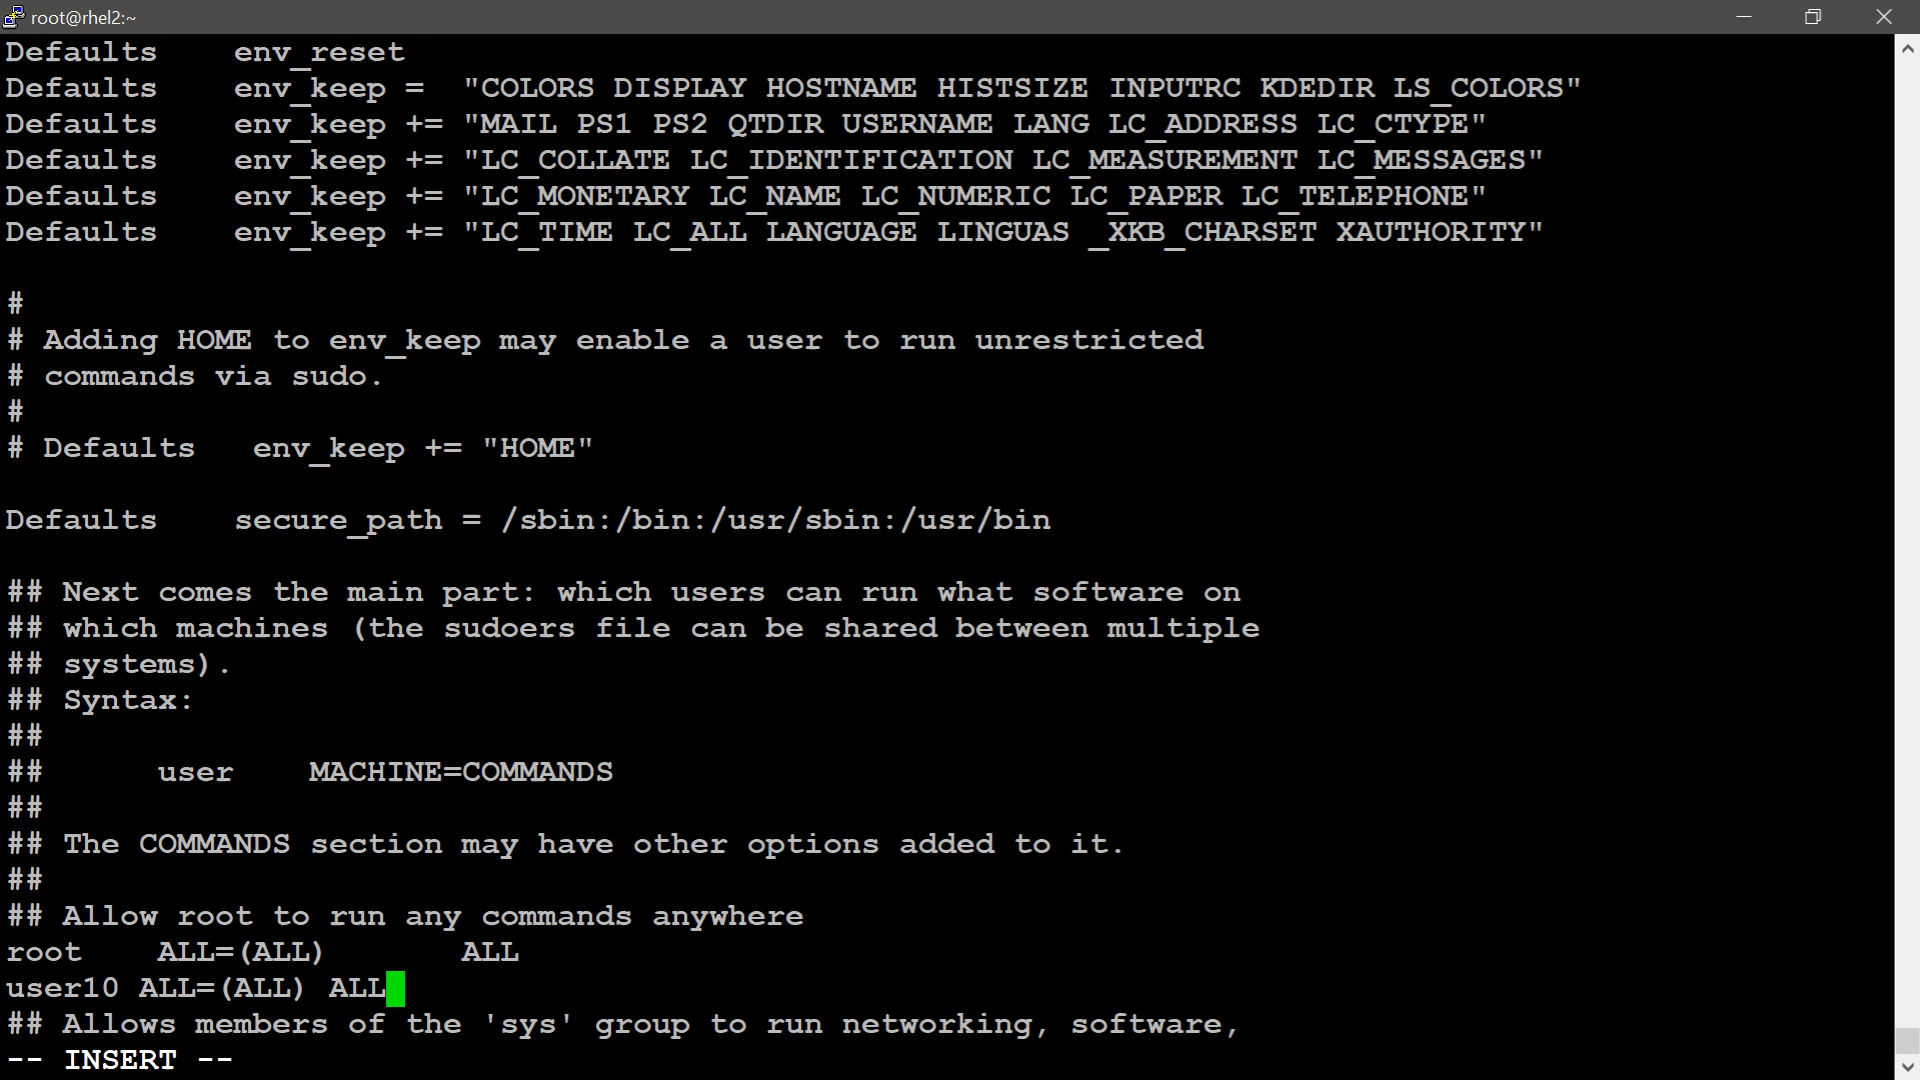 root@rhel2:~
Defaults    env_reset
Defaults    env_keep =  "COLORS DISPLAY HOSTNAME HISTSIZE INPUTRC KDEDIR LS_COLORS"
Defaults    env_keep += "MAIL PS1 PS2 QTDIR USERNAME LANG LC_ADDRESS LC_CTYPE"
Defaults    env_keep += "LC_COLLATE LC_IDENTIFICATION LC_MEASUREMENT LC_MESSAGES"
Defaults    env_keep += "LC_MONETARY LC_NAME LC_NUMERIC LC_PAPER LC_TELEPHONE"
Defaults    env_keep += "LC_TIME LC_ALL LANGUAGE LINGUAS _XKB_CHARSET XAUTHORITY"

#
# Adding HOME to env_keep may enable a user to run unrestricted
# commands via sudo.
#
# Defaults   env_keep += "HOME"

Defaults    secure_path = /sbin:/bin:/usr/sbin:/usr/bin

## Next comes the main part: which users can run what software on
## which machines (the sudoers file can be shared between multiple
## systems).
## Syntax:
##
##      user    MACHINE=COMMANDS
##
## The COMMANDS section may have other options added to it.
##
## Allow root to run any commands anywhere
root    ALL=(ALL)       ALL
user10 ALL=(ALL) ALL
## Allows members of the 'sys' group to run networking, software,
-- INSERT --